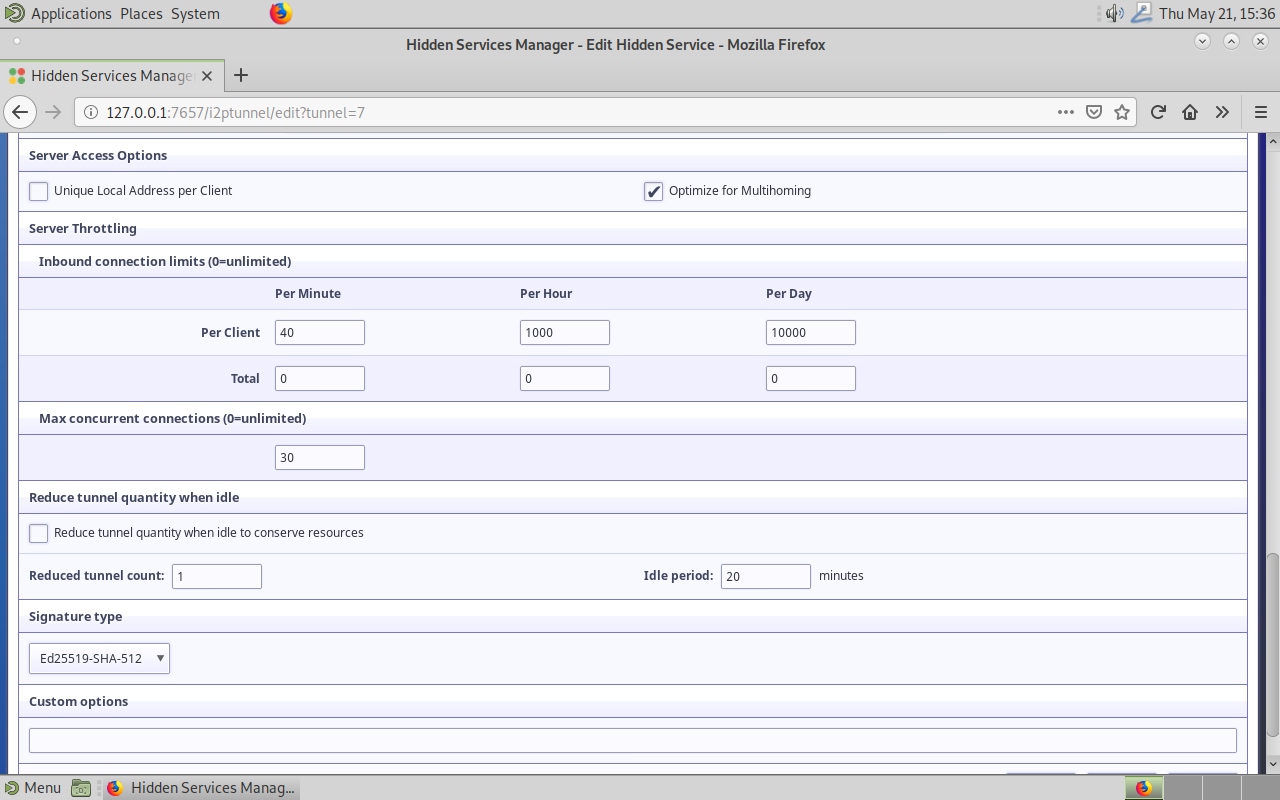 Applications Places System
Thu May 21, 15:36
Hidden Services Manager - Edit Hidden Service - Mozilla Firefox
Hidden Services Manage
127.0.0.1:7657/i2ptunnel/edit?tunnel=7
Server Access Options
Unique Local Address per Client
Optimize for Multihoming
Server Throttling
Inbound connection limits (0=unlimited)
Per Minute Per Hour Per Day
Per Client 40 1000 10000
Total 0 0 0
Max concurrent connections (0=unlimited)
30
Reduce tunnel quantity when idle
Reduce tunnel quantity when idle to conserve resources
Reduced tunnel count: 1
Idle period: 20 minutes
Signature type
Ed25519-SHA-512
Custom options
Menu
Hidden Services Manag...